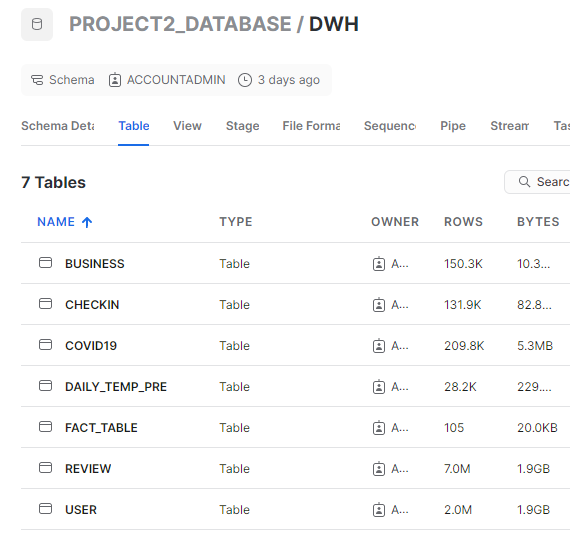 PROJECT2_DATABASE / DWH
Schema ACCOUNTADMIN 3 days ago
Schema Deta Table View Stage File Forma Sequenc Pipe Stream Tas
7 Tables Searc
NAME TYPE OWNER ROWS BYTES
BUSINESS Table A... 150.3K 10.3...
CHECKIN Table A... 131.9K 82.8...
COVID19 Table A... 209.8K 5.3MB
DAILY_TEMP_PRE Table A... 28.2K 229....
FACT_TABLE Table A... 105 20.0KB
REVIEW Table A... 7.0M 1.9GB
USER Table A... 2.0M 1.9GB